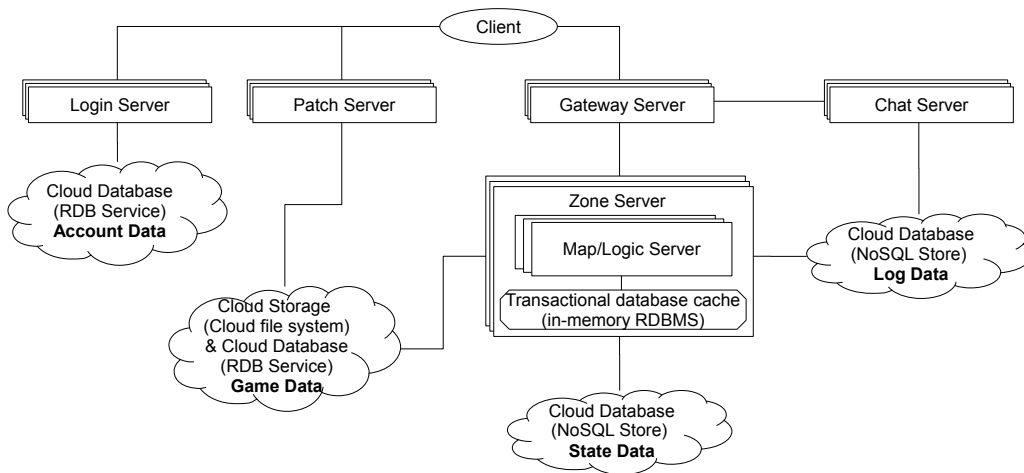 Client
Login Server
Patch Server
Gateway Server
Chat Server
Cloud Database
(RDB Service)
Account Data
Zone Server
Map/Logic Server
Transactional database cache
(in-memory RDBMS)
Cloud Database
(NoSQL Store)
Log Data
Cloud Storage
(Cloud file system)
& Cloud Database
(RDB Service)
Game Data
Cloud Database
(NoSQL Store)
State Data